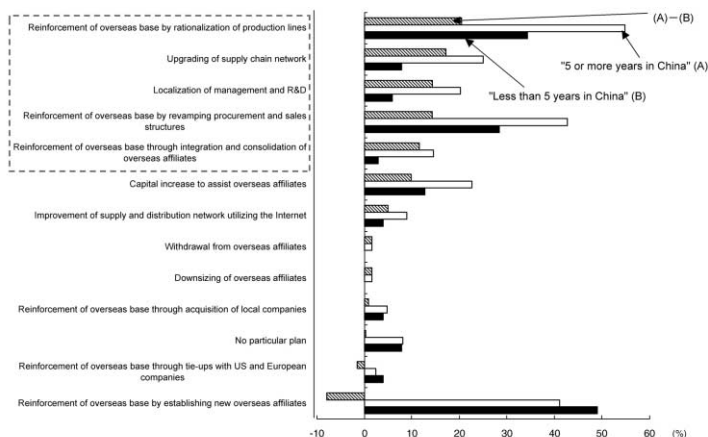 Reinforcement of overseas base by rationalization of production lines
(A)−(B)
Upgrading of supply chain network
"5 or more years in China" (A)
Localization of management and R&D
"Less than 5 years in China" (B)
Reinforcement of overseas base by revamping procurement and sales
structures
Reinforcement of overseas base through integration and consolidation of
overseas affiliates
Capital increase to assist overseas affiliates
Improvement of supply and distribution network utilizing the Internet
Withdrawal from overseas affiliates
Downsizing of overseas affiliates
Reinforcement of overseas base through acquisition of local companies
No particular plan
Reinforcement of overseas base through tie-ups with US and European
companies
Reinforcement of overseas base by establishing new overseas affiliates
-10 0 10 20 30 40 50 60 (%)